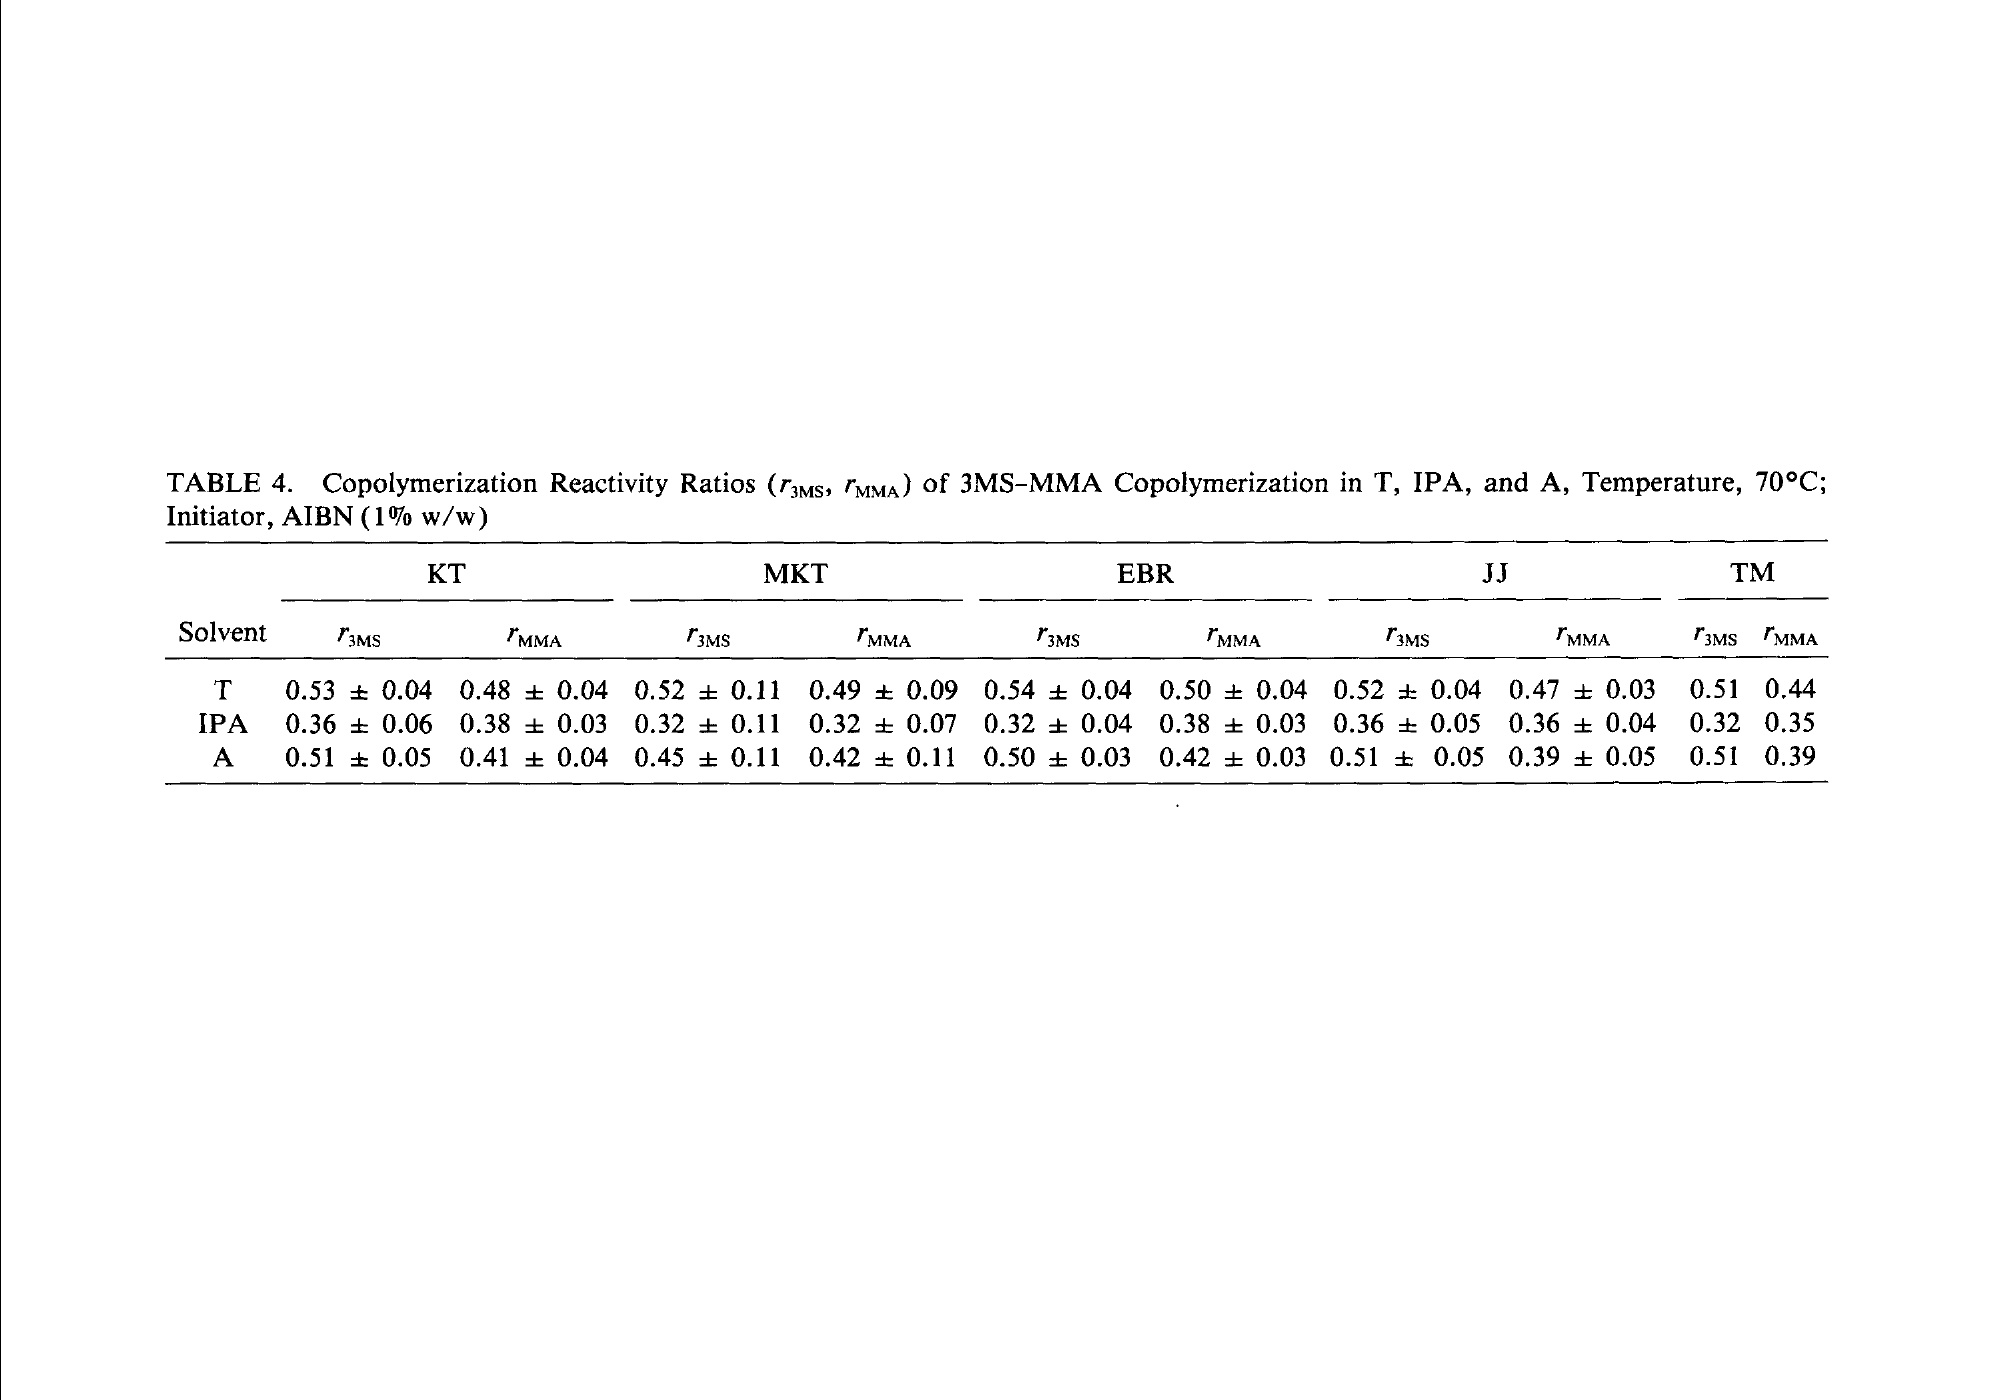 TABLE 4. Copolymerization Reactivity Ratios (r3MS, rMMA) of 3MS-MMA Copolymerization in T, IPA, and A, Temperature, 70°C;
Initiator, AIBN (1% w/w)
KT MKT EBR JJ TM
Solvent r3MS rMMA r3MS rMMA r3MS rMMA r3MS rMMA r3MS rMMA
T 0.53 ± 0.04 0.48 ± 0.04 0.52 ± 0.11 0.49 ± 0.09 0.54 ± 0.04 0.50 ± 0.04 0.52 ± 0.04 0.47 ± 0.03 0.51 0.44
IPA 0.36 ± 0.06 0.38 ± 0.03 0.32 ± 0.11 0.32 ± 0.07 0.32 ± 0.04 0.38 ± 0.03 0.36 ± 0.05 0.36 ± 0.04 0.32 0.35
A 0.51 ± 0.05 0.41 ± 0.04 0.45 ± 0.11 0.42 ± 0.11 0.50 ± 0.03 0.42 ± 0.03 0.51 ± 0.05 0.39 ± 0.05 0.51 0.39